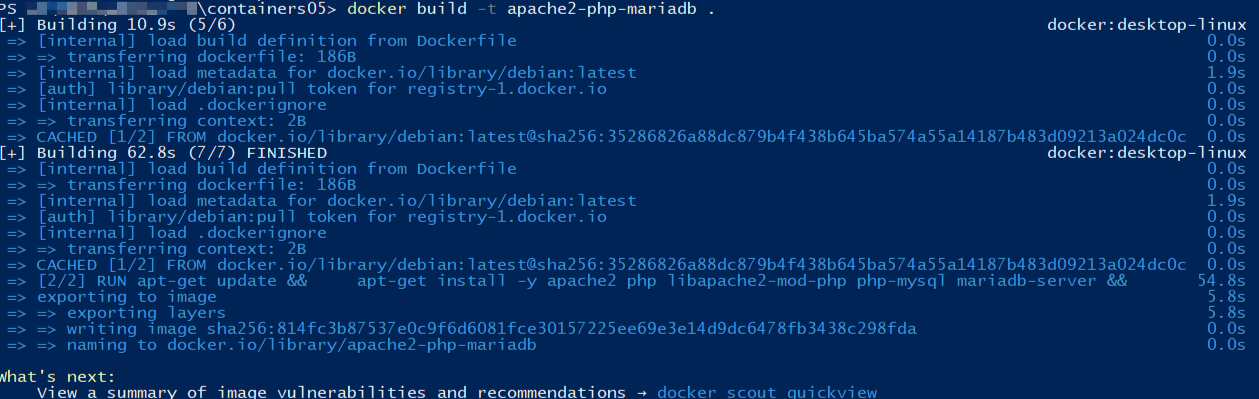 PS \containers05> docker build -t apache2-php-mariadb .
[+] Building 10.9s (5/6) docker:desktop-linux
=> [internal] load build definition from Dockerfile 0.0s
=> => transferring dockerfile: 186B 0.0s
=> [internal] load metadata for docker.io/library/debian:latest 1.9s
=> [auth] library/debian:pull token for registry-1.docker.io 0.0s
=> [internal] load .dockerignore 0.0s
=> => transferring context: 2B 0.0s
=> CACHED [1/2] FROM docker.io/library/debian:latest@sha256:35286826a88dc879b4f438b645ba574a55a14187b483d09213a024dc0c 0.0s
[+] Building 62.8s (7/7) FINISHED docker:desktop-linux
=> [internal] load build definition from Dockerfile 0.0s
=> => transferring dockerfile: 186B 0.0s
=> [internal] load metadata for docker.io/library/debian:latest 1.9s
=> [auth] library/debian:pull token for registry-1.docker.io 0.0s
=> [internal] load .dockerignore 0.0s
=> => transferring context: 2B 0.0s
=> CACHED [1/2] FROM docker.io/library/debian:latest@sha256:35286826a88dc879b4f438b645ba574a55a14187b483d09213a024dc0c 0.0s
=> [2/2] RUN apt-get update &&     apt-get install -y apache2 php libapache2-mod-php php-mysql mariadb-server && 54.8s
=> exporting to image 5.8s
=> => exporting layers 5.8s
=> => writing image sha256:814fc3b87537e0c9f6d6081fce30157225ee69e3e14d9dc6478fb3438c298fda 0.0s
=> => naming to docker.io/library/apache2-php-mariadb 0.0s
What's next:
View a summary of image vulnerabilities and recommendations → docker scout quickview